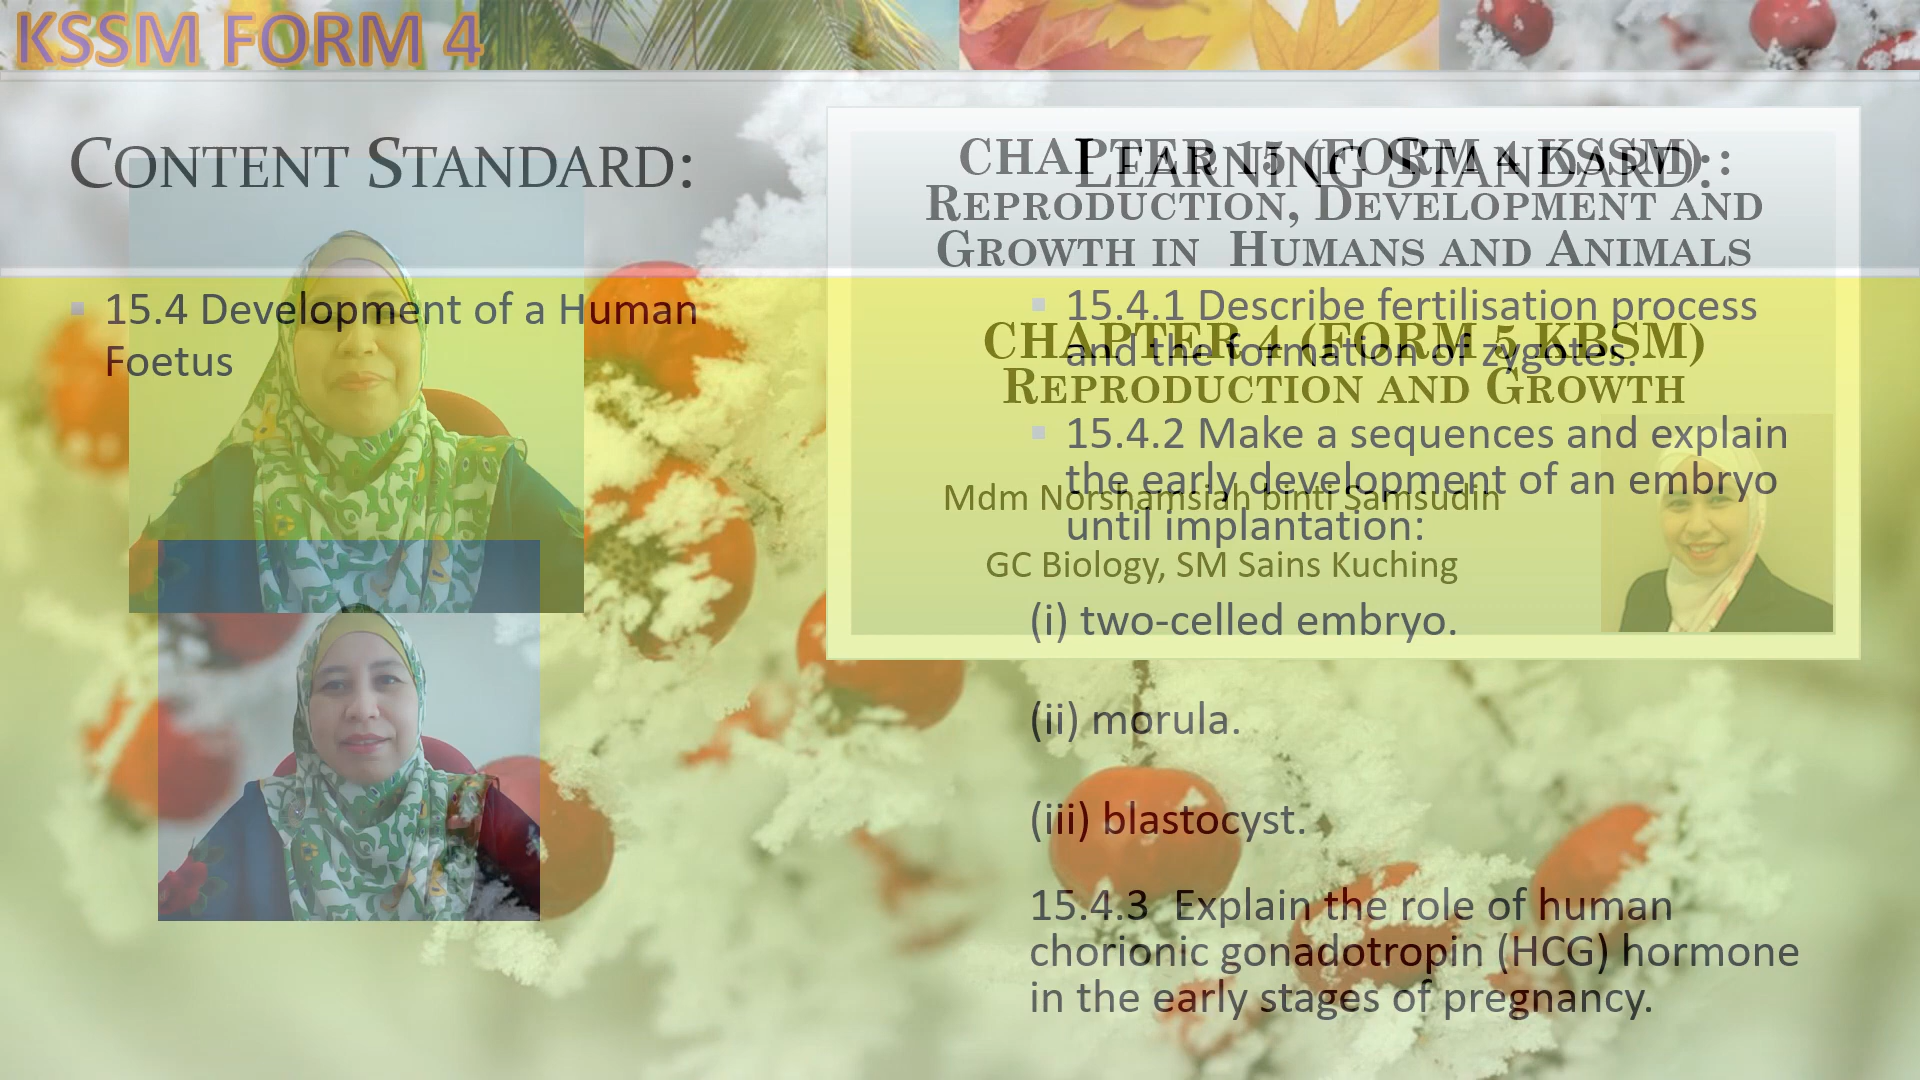 KSSM FORM 4
CONTENT STANDARD:
15.4 Development of a Human
Foetus
CHAPTER 15 (FORM 4 KSSM) :
REPRODUCTION, DEVELOPMENT AND
GROWTH IN HUMANS AND ANIMALS
CHAPTER 4 (FORM 5 KBSM)
REPRODUCTION AND GROWTH
Mdm Norshamsiah binti Samsudin
GC Biology, SM Sains Kuching
LEARNING STANDARD:
15.4.1 Describe fertilisation process
and the formation of zygotes.
15.4.2 Make a sequences and explain
the early development of an embryo
until implantation:
(i) two-celled embryo.
(ii) morula.
(iii) blastocyst.
15.4.3 Explain the role of human
chorionic gonadotropin (HCG) hormone
in the early stages of pregnancy.